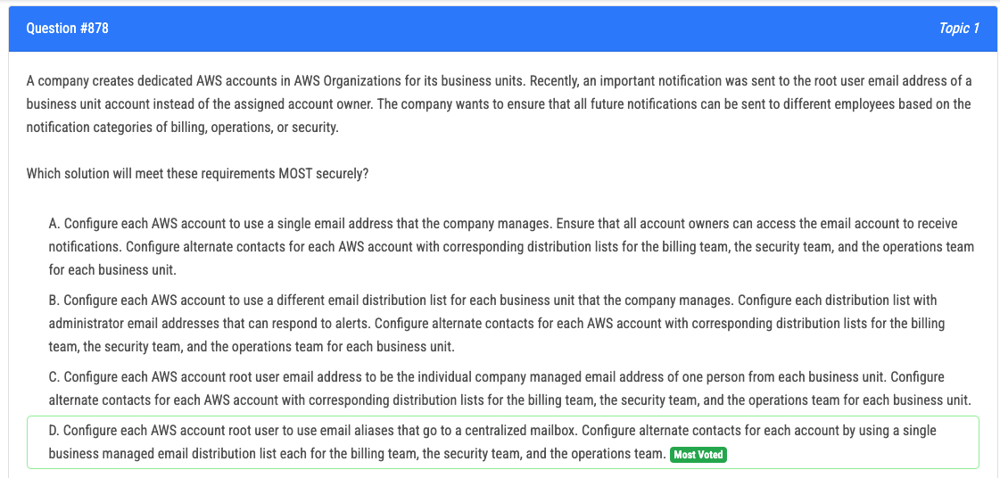 Question #878
Topic 1
A company creates dedicated AWS accounts in AWS Organizations for its business units. Recently, an important notification was sent to the root user email address of a
business unit account instead of the assigned account owner. The company wants to ensure that all future notifications can be sent to different employees based on the
notification categories of billing, operations, or security.
Which solution will meet these requirements MOST securely?
A. Configure each AWS account to use a single email address that the company manages. Ensure that all account owners can access the email account to receive
notifications. Configure alternate contacts for each AWS account with corresponding distribution lists for the billing team, the security team, and the operations team
for each business unit.
B. Configure each AWS account to use a different email distribution list for each business unit that the company manages. Configure each distribution list with
administrator email addresses that can respond to alerts. Configure alternate contacts for each AWS account with corresponding distribution lists for the billing
team, the security team, and the operations team for each business unit.
C. Configure each AWS account root user email address to be the individual company managed email address of one person from each business unit. Configure
alternate contacts for each AWS account with corresponding distribution lists for the billing team, the security team, and the operations team for each business unit.
D. Configure each AWS account root user to use email aliases that go to a centralized mailbox. Configure alternate contacts for each account by using a single
business managed email distribution list each for the billing team, the security team, and the operations team. Most Voted